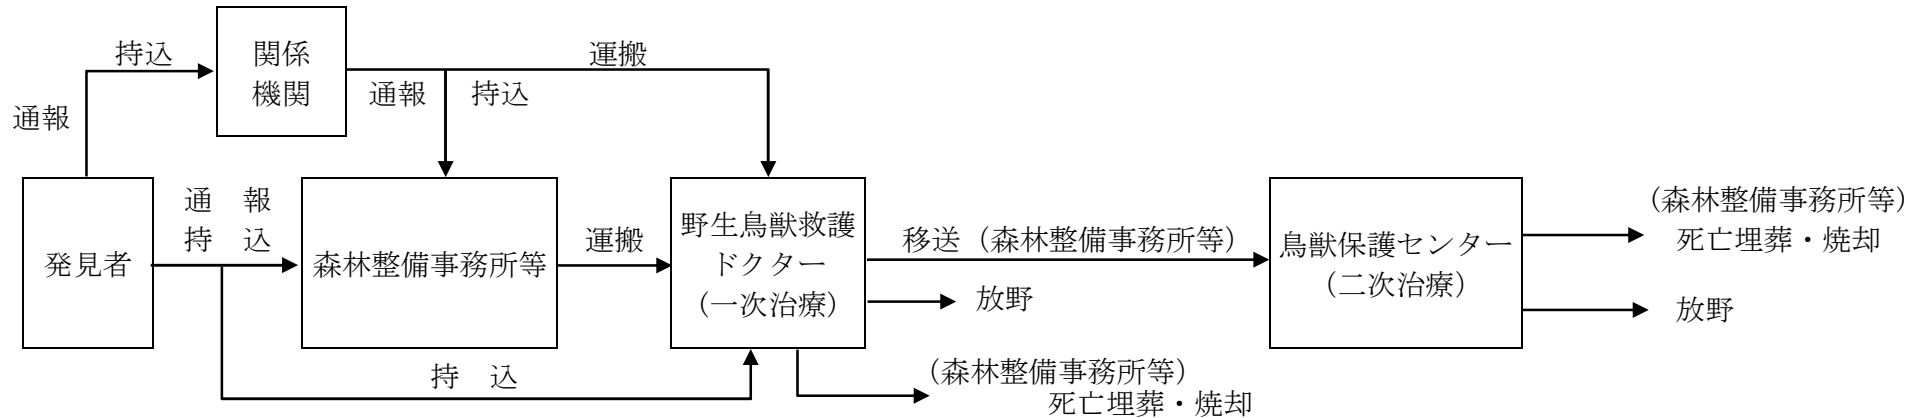 持込
関係
機関
運搬
通報
通報
持込
通　報
持　込
発見者
森林整備事務所等
運搬
野生鳥獣救護
ドクター
（一次治療）
移送（森林整備事務所等）
放野
鳥獣保護センター
（二次治療）
（森林整備事務所等）
死亡埋葬・焼却
放野
持　込
（森林整備事務所等）
死亡埋葬・焼却